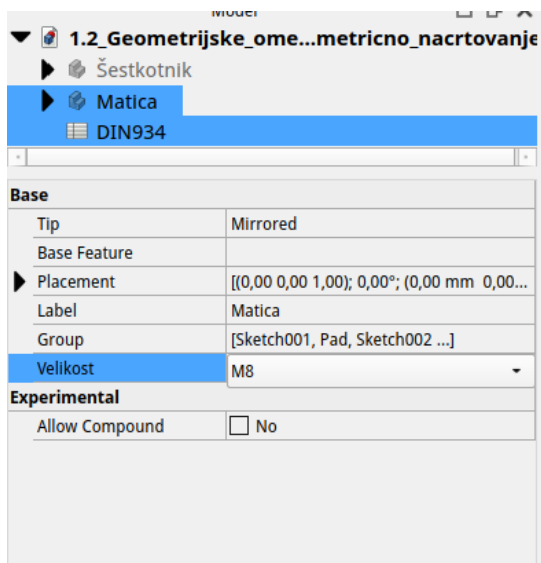 Model
1.2_Geometrijske_ome...metricno_nacrtovanje
Šestkotnik
Matica
DIN934
Base
Tip Mirrored
Base Feature
Placement [(0,00 0,00 1,00); 0,00°; (0,00 mm 0,00...
Label Matica
Group [Sketch001, Pad, Sketch002 ...]
Velikost M8
Experimental
Allow Compound No